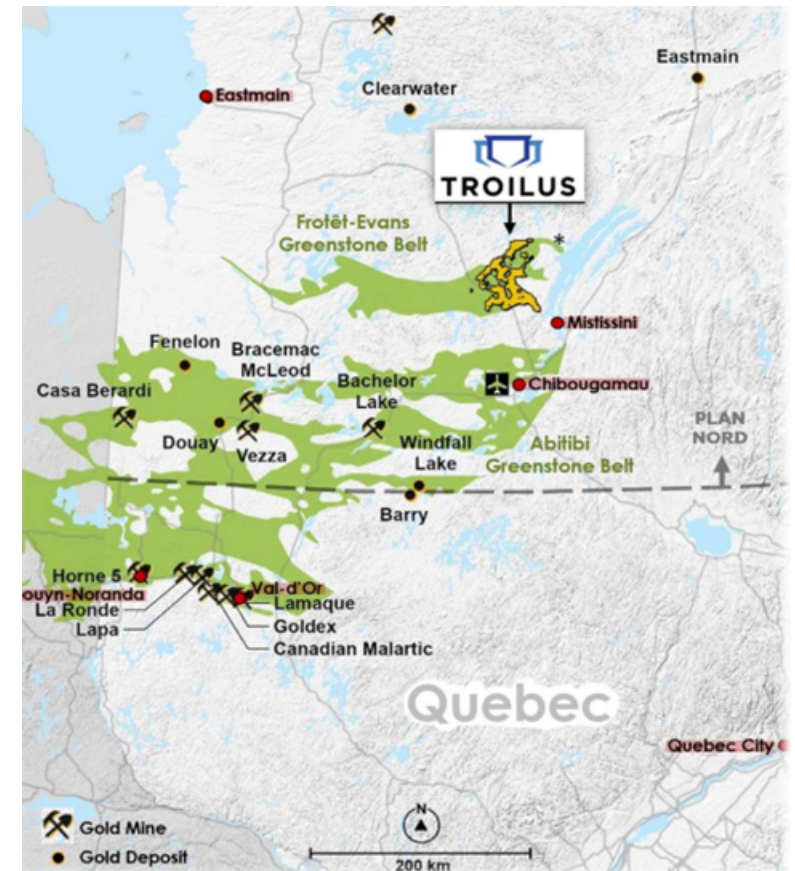 Eastmain
Clearwater
Eastmain
TROILUS
Frotêt-Evans
Greenstone Belt
*
Mistissini
Fenelon
Bracemac
McLeod
Casa Berardi
Bachelor
Lake
Chibougamau
Douay
Vezza
Windfall
Lake
Abitibi
Greenstone Belt
PLAN
NORD
Barry
Horne 5
ouyn-Noranda
Val-d'Or
La Ronde
Lamaque
Lapa
Goldex
Canadian Malartic
Quebec
Quebec City
N
Gold Mine
Gold Deposit
200 km